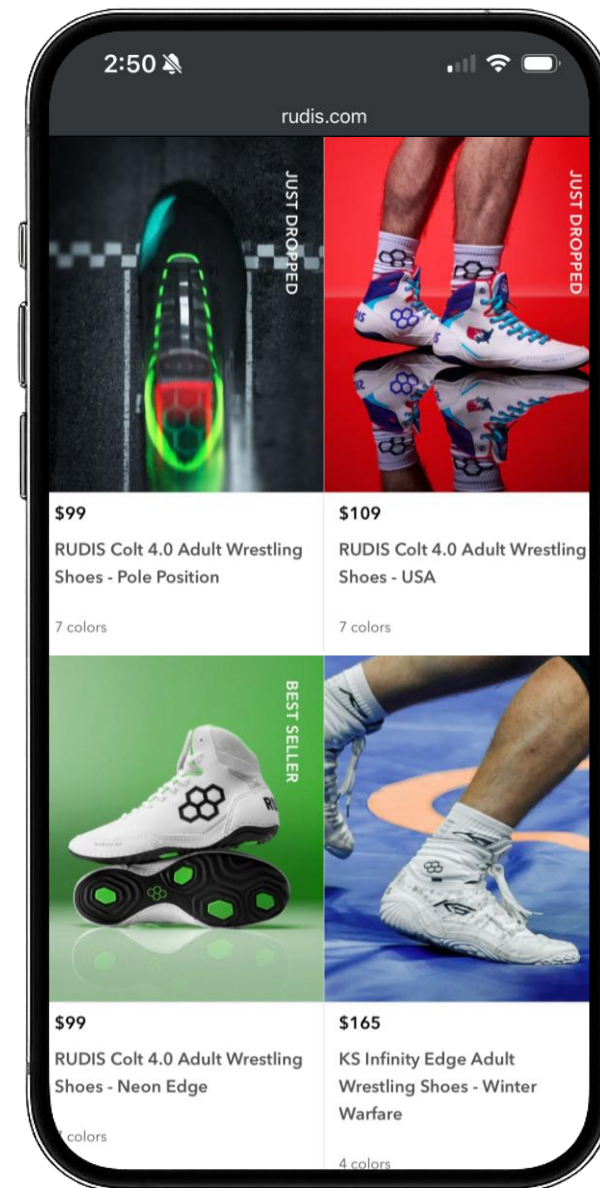 2:50
rudis.com
JUST DROPPED
JUST DROPPED
$99
RUDIS Colt 4.0 Adult Wrestling
Shoes - Pole Position
7 colors
$109
RUDIS Colt 4.0 Adult Wrestling
Shoes - USA
7 colors
BEST SELLER
$99
RUDIS Colt 4.0 Adult Wrestling
Shoes - Neon Edge
colors
$165
KS Infinity Edge Adult
Wrestling Shoes - Winter
Warfare
4 colors